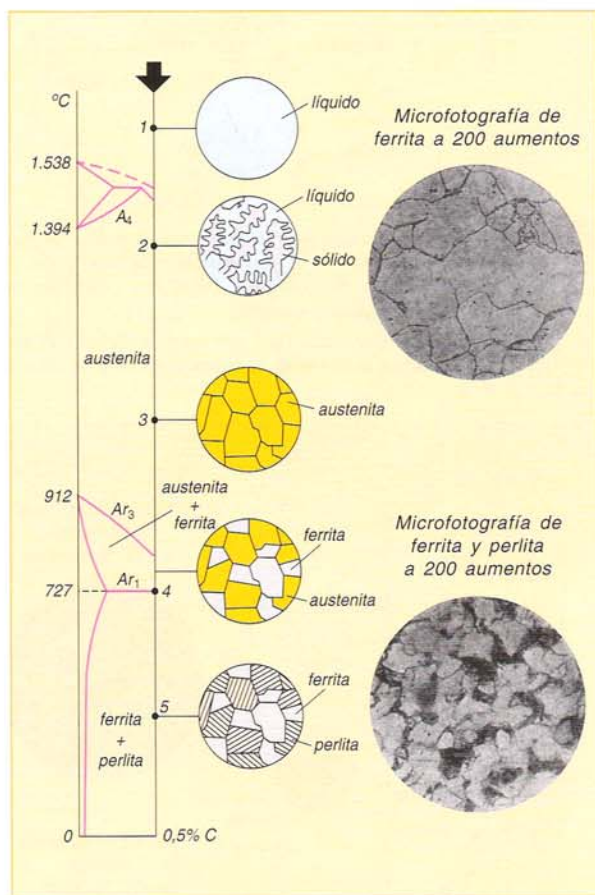 ºC
1
líquido
Microfotografía de
ferrita a 200 aumentos
1.538
A4
líquido
1.394
2
sólido
austenita
3
austenita
912
Ar3
austenita
+
ferrita
Microfotografía de
ferrita y perlita
a 200 aumentos
ferrita
Ar1
727
4
austenita
5
ferrita
ferrita
+
perlita
perlita
0
0,5% C